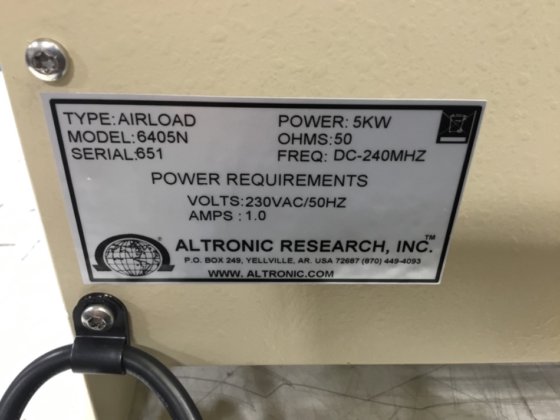 TYPE: AIRLOAD POWER: 5KW
MODEL: 6405N OHMS: 50
SERIAL: 651 FREQ: DC-240MHZ
POWER REQUIREMENTS
VOLTS: 230VAC/50HZ
AMPS : 1.0
ALTRONIC RESEARCH, INC.™
P.O. BOX 249, YELLVILLE, AR. USA 72687 (870) 449-4093
WWW. ALTRONIC.COM